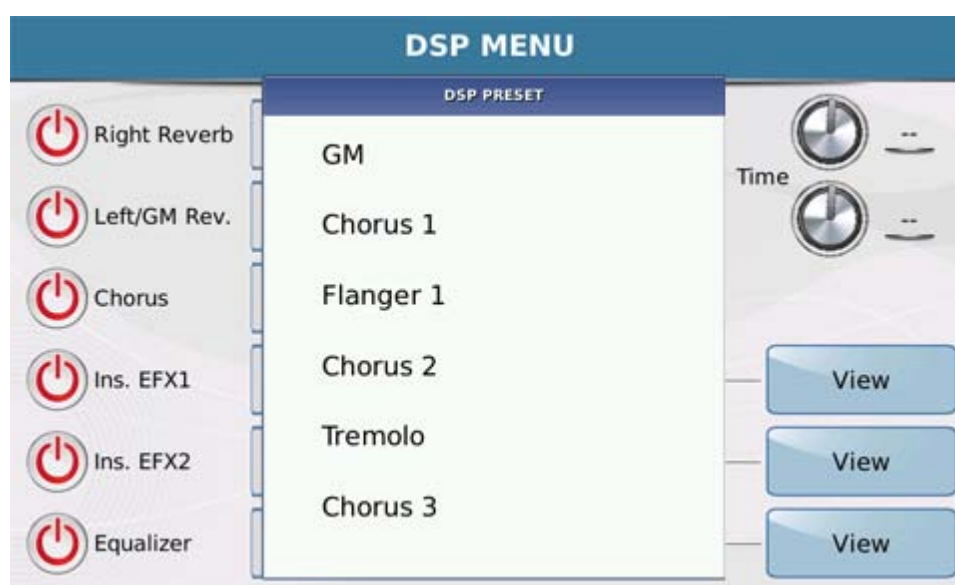 DSP MENU
DSP PRESET
Right Reverb
Left/GM Rev.
Chorus
Ins. EFX1
Ins. EFX2
Equalizer
GM
Chorus 1
Flanger 1
Chorus 2
Tremolo
Chorus 3
Time
--
--
View
View
View